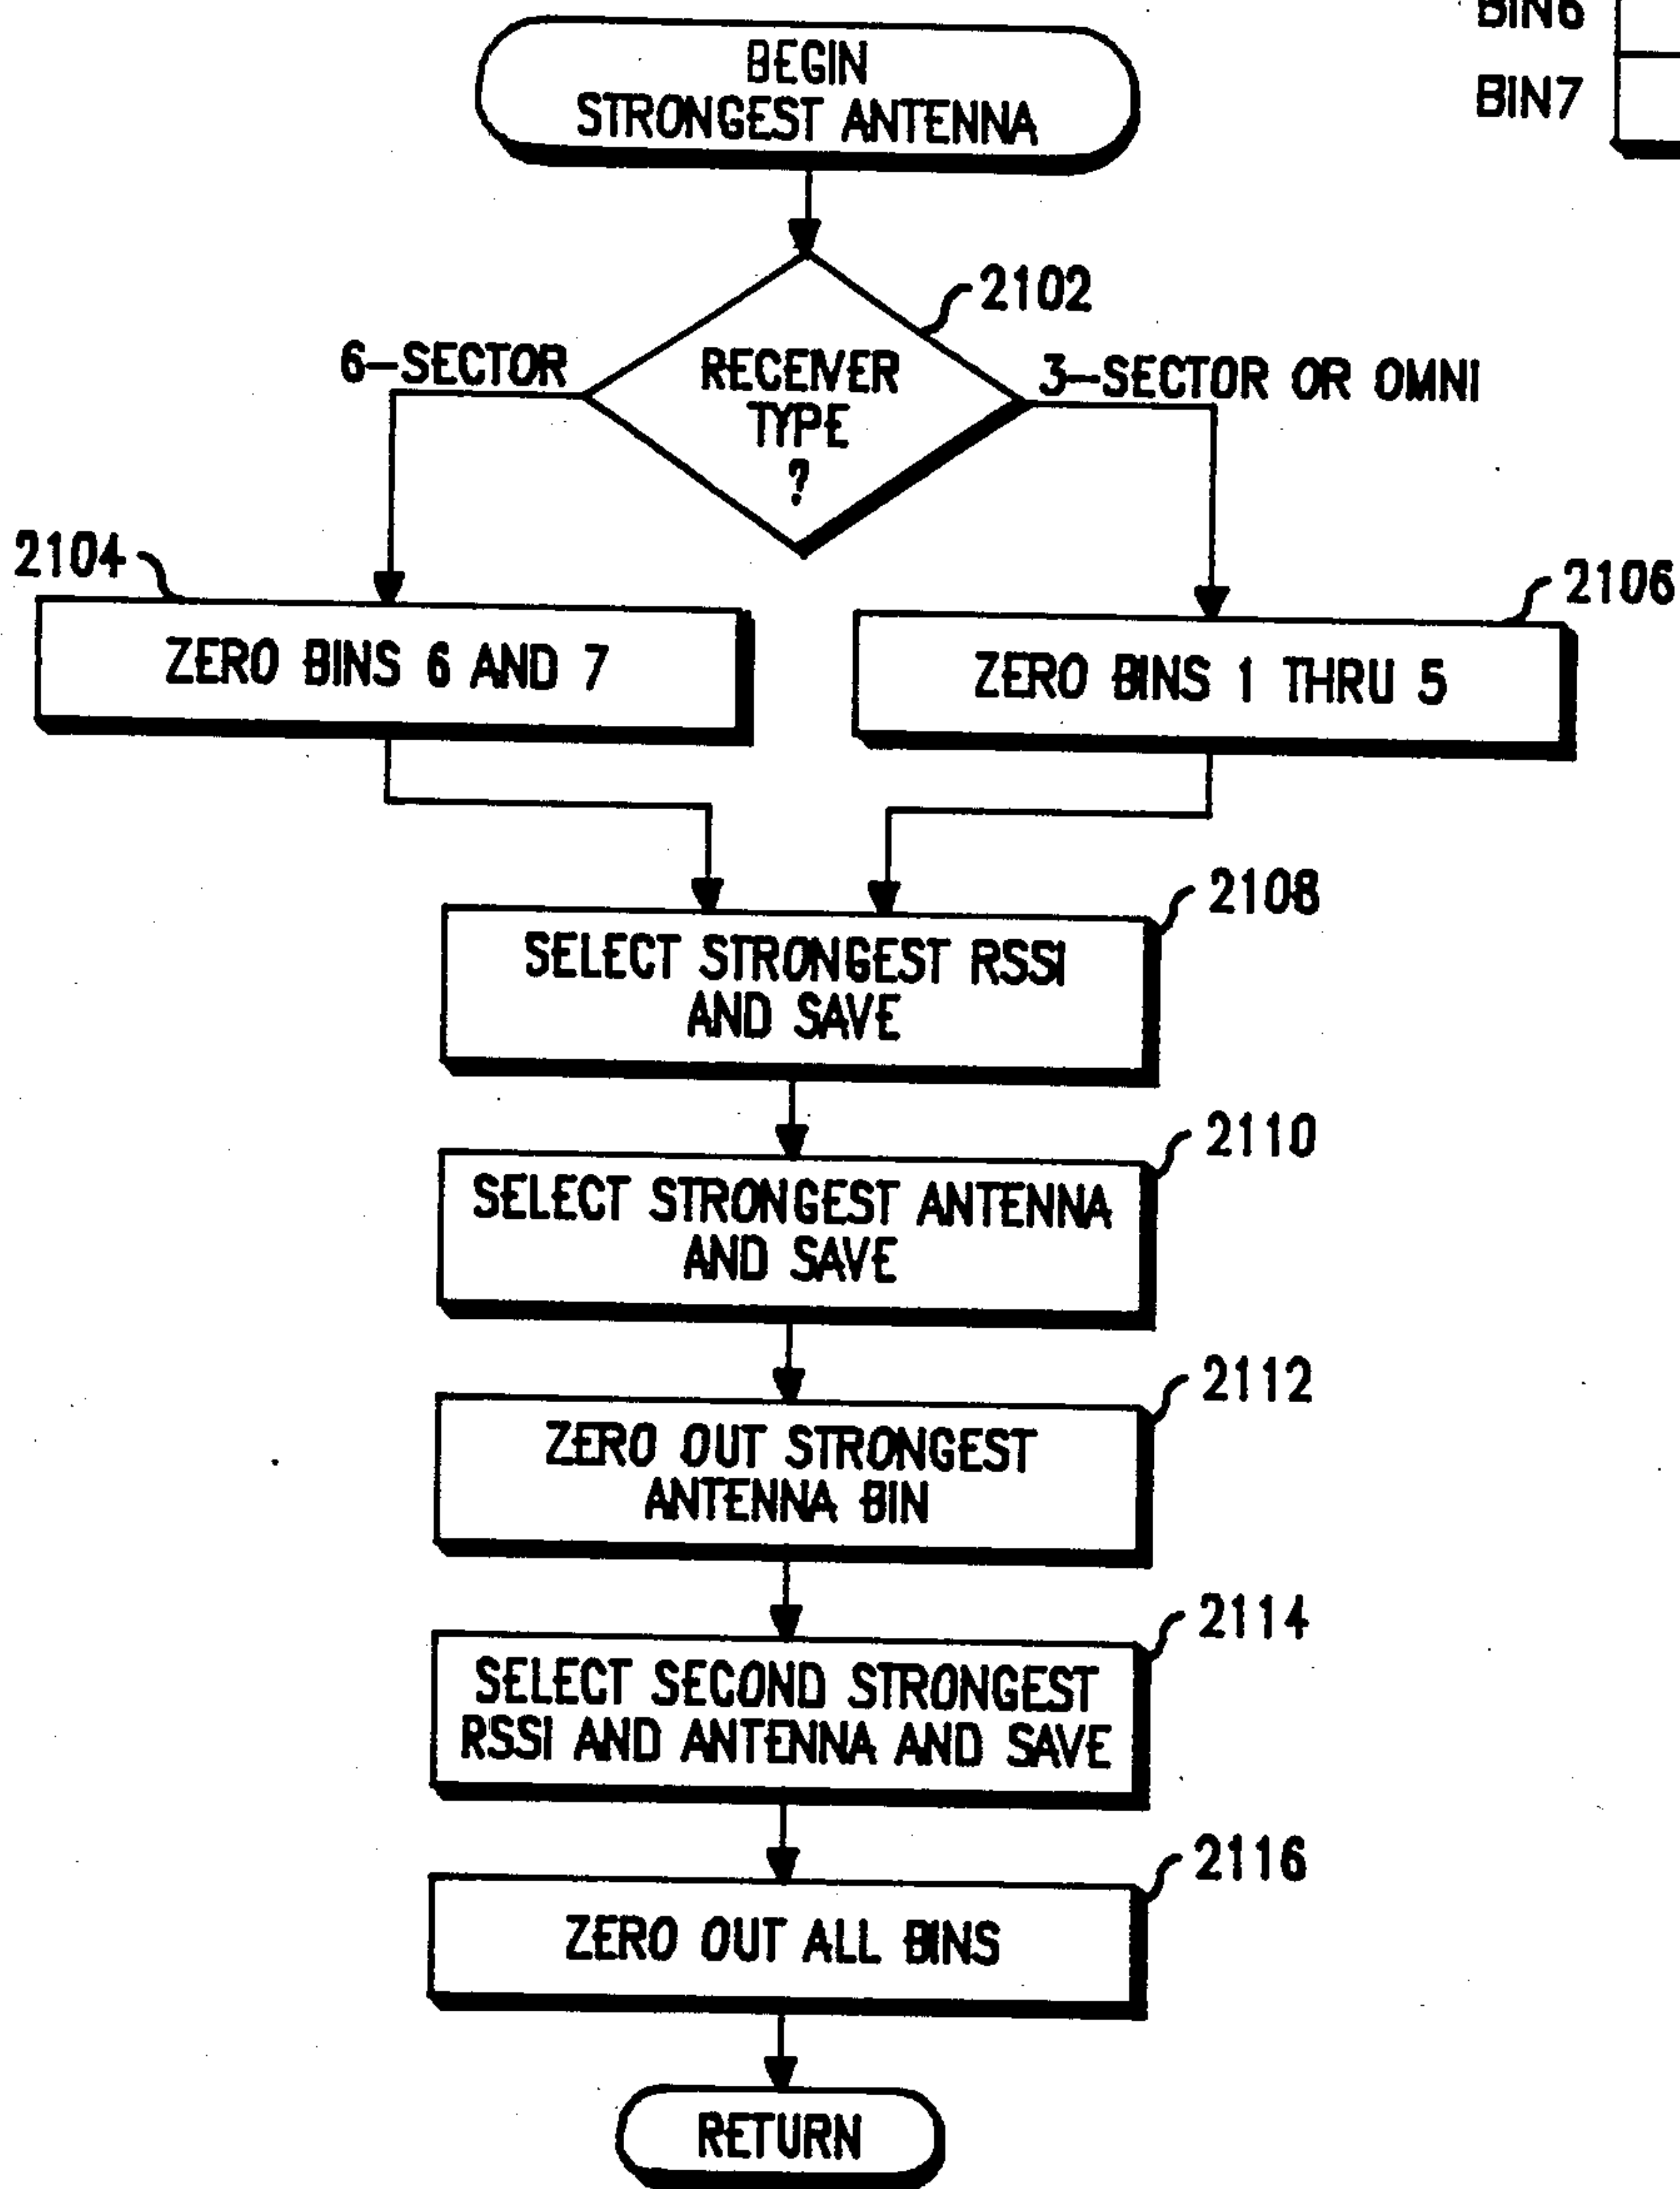 BIN6
BIN7
BEGIN
STRONGEST ANTENNA
2102
6-SECTOR
RECEIVER
TYPE
?
3-SECTOR OR OMNI
2104
2106
ZERO BINS 6 AND 7
ZERO BINS 1 THRU 5
2108
SELECT STRONGEST RSSI
AND SAVE
2110
SELECT STRONGEST ANTENNA
AND SAVE
2112
ZERO OUT STRONGEST
ANTENNA BIN
2114
SELECT SECOND STRONGEST
RSSI AND ANTENNA AND SAVE
2116
ZERO OUT ALL BINS
RETURN